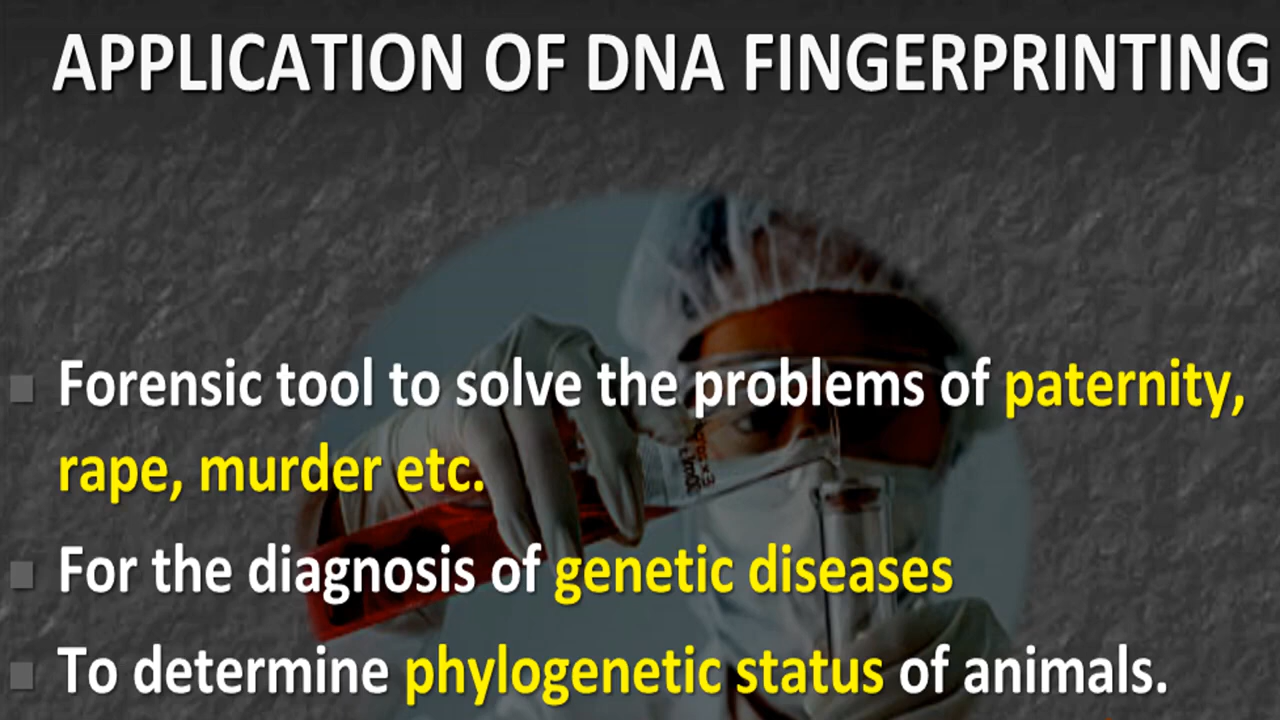 APPLICATION OF DNA FINGERPRINTING
Forensic tool to solve the problems of paternity,
rape, murder etc.
For the diagnosis of genetic diseases
To determine phylogenetic status of animals.